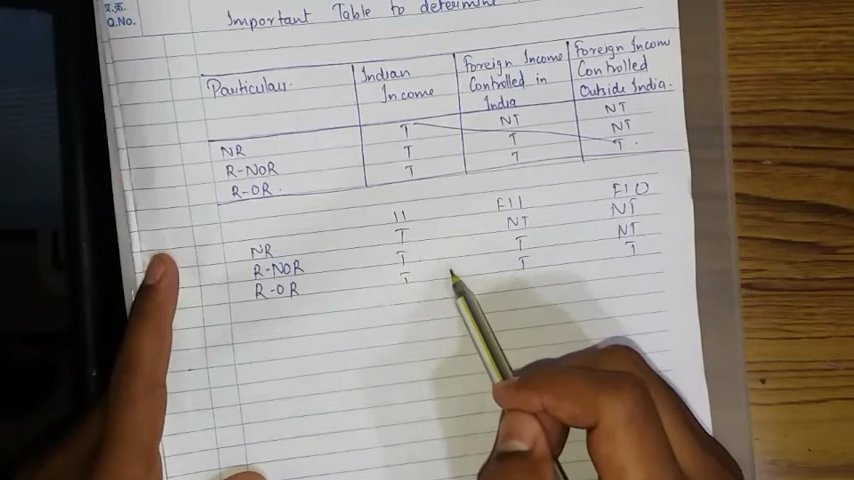 प्र.क्र.
Q.No.
Important Table to determine
Particulars. Indian Income Foreign Income Controlled in India Foreign Income Controlled Outside India.
NR T NT NT
R-NOR T T NT
R-OR. T T T.
II FII FIO
NR T NT NT
R-NOR T T NT
R-OR T T T